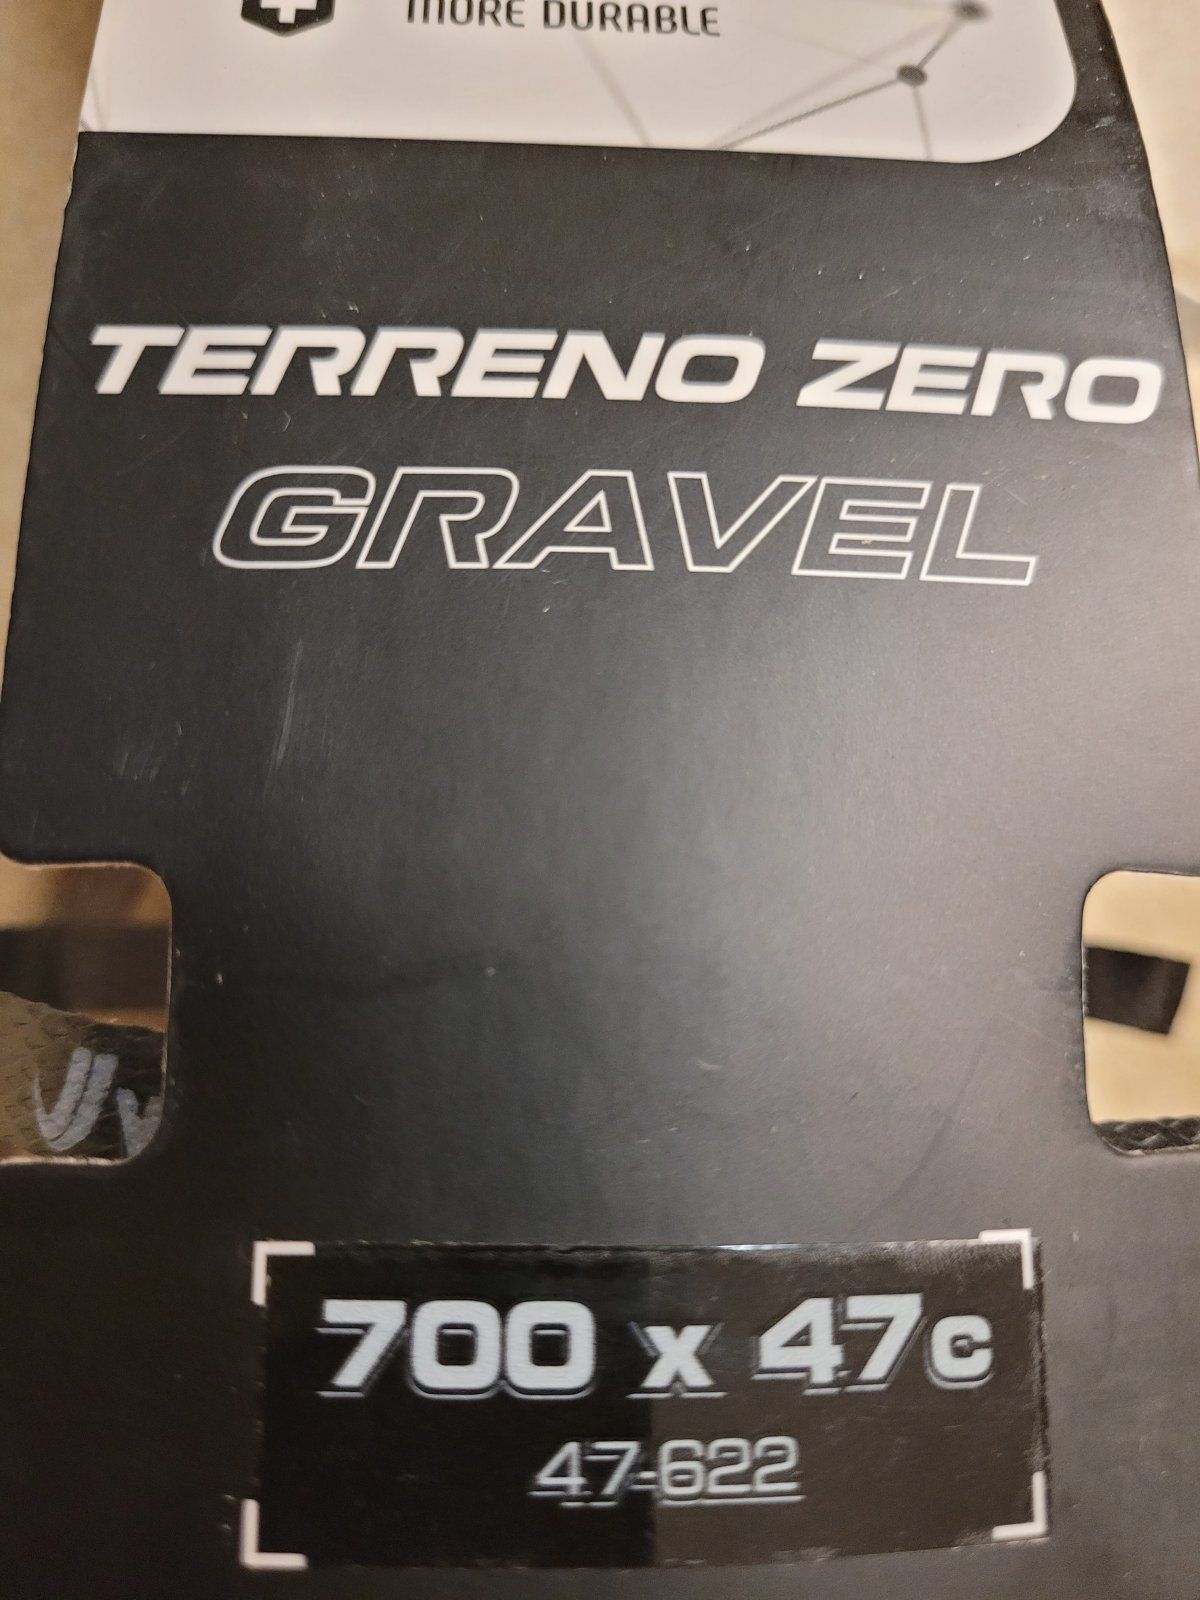 MORE DURABLE
TERRENO ZERO
GRAVEL
700 x 47c
47-622